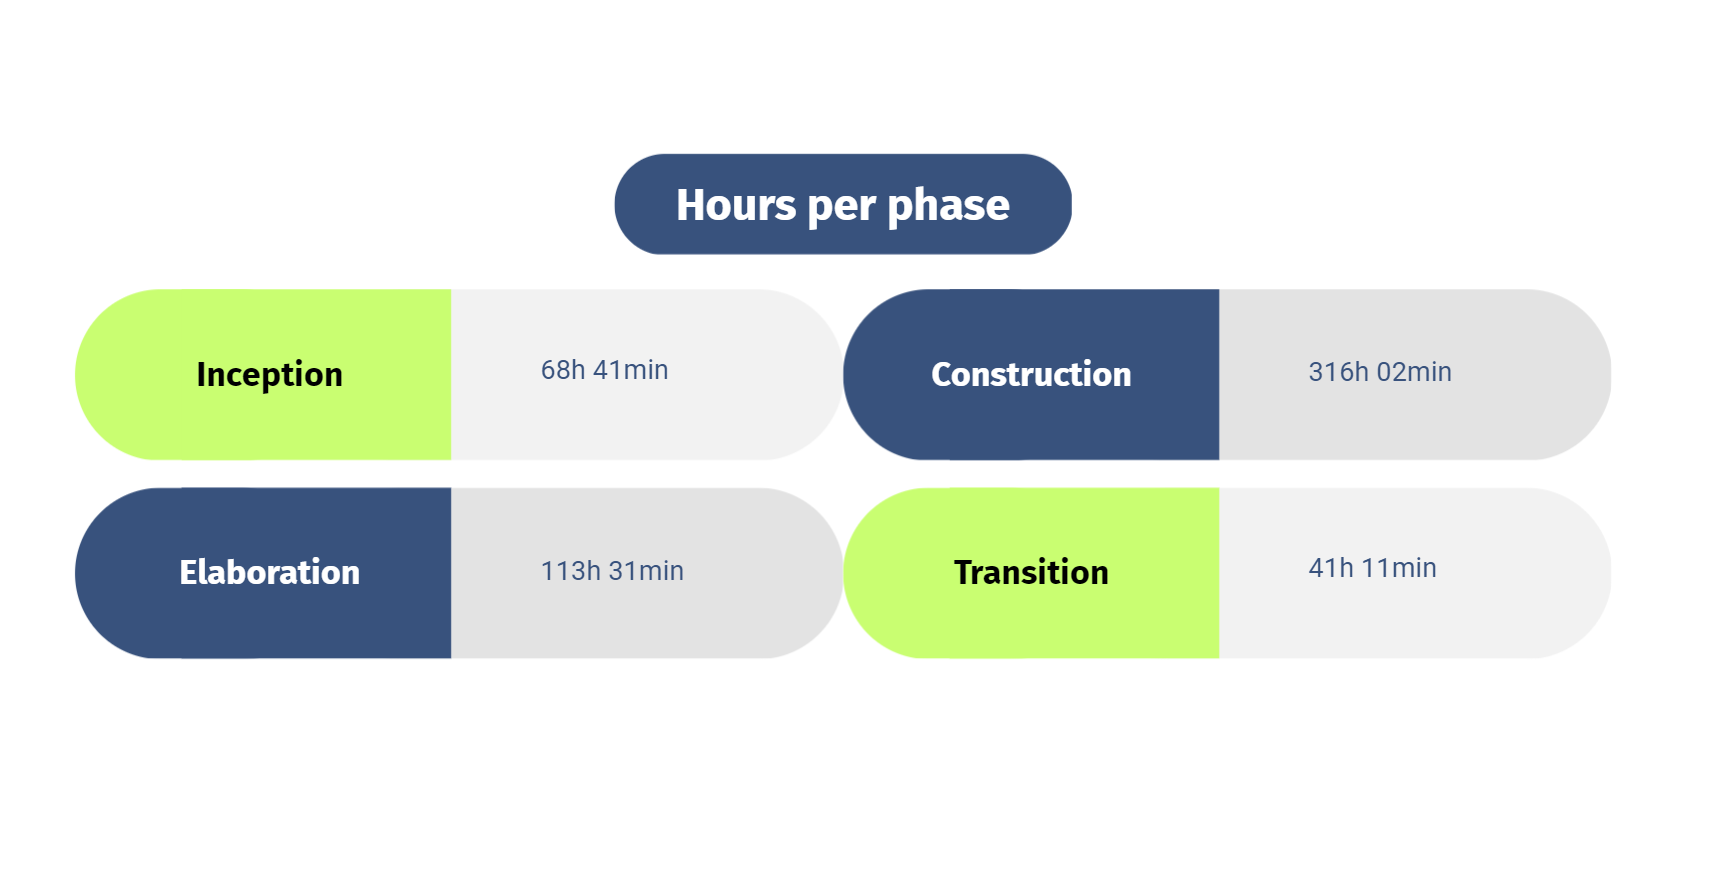 Hours per phase
Inception
68h 41min
Construction
316h 02min
Elaboration
113h 31min
Transition
41h 11min